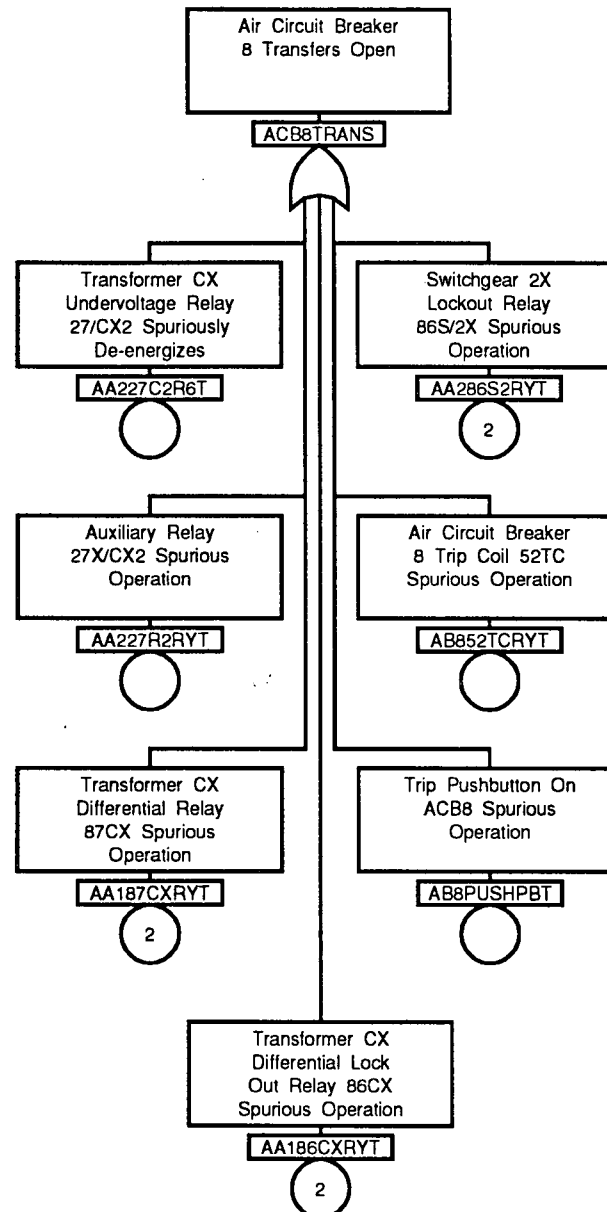 Air Circuit Breaker
8 Transfers Open
ACB8TRANS
Transformer CX
Undervoltage Relay
27/CX2 Spuriously
De-energizes
AA227C2R6T
Switchgear 2X
Lockout Relay
86S/2X Spurious
Operation
AA286S2RYT
2
Auxiliary Relay
27X/CX2 Spurious
Operation
AA227R2RYT
Air Circuit Breaker
8 Trip Coil 52TC
Spurious Operation
AB852TCRYT
Transformer CX
Differential Relay
87CX Spurious
Operation
AA187CXRYT
2
Trip Pushbutton On
ACB8 Spurious
Operation
AB8PUSHPBT
Transformer CX
Differential Lock
Out Relay 86CX
Spurious Operation
AA186CXRYT
2